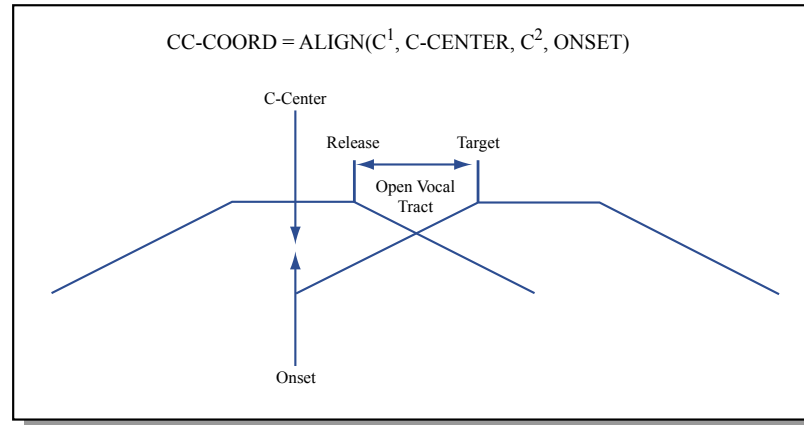 CC-COORD = ALIGN(C¹, C-CENTER, C², ONSET)
C-Center
Release
Target
Open Vocal
Tract
Onset